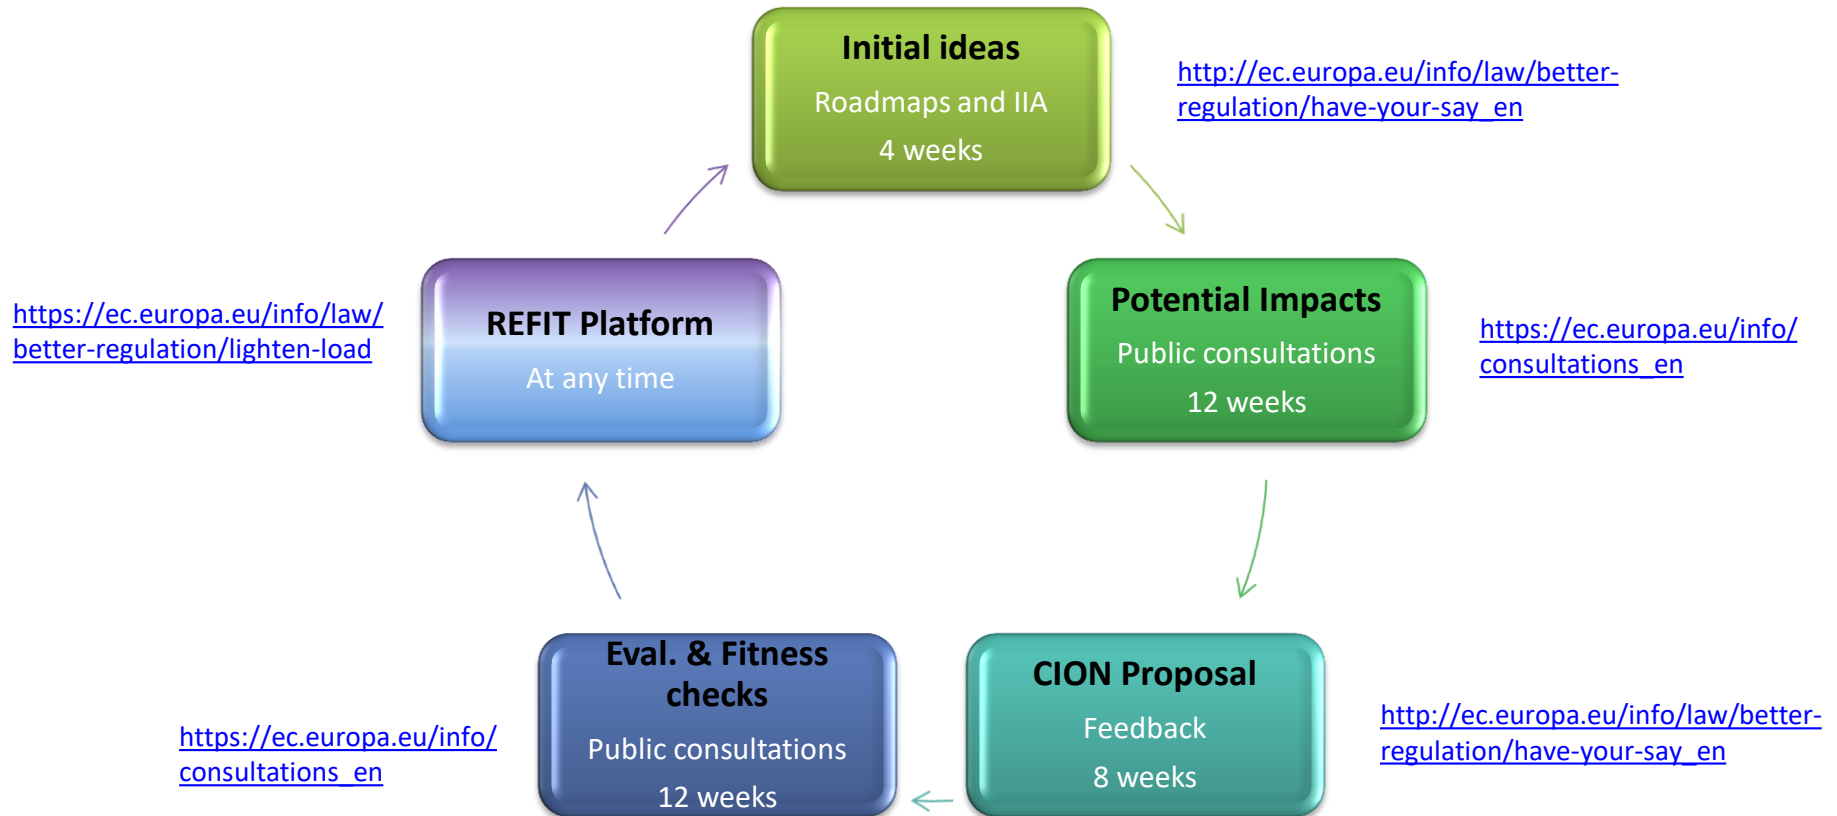 Initial ideas
Roadmaps and IIA
4 weeks
http://ec.europa.eu/info/law/better-
regulation/have-your-say_en
Potential Impacts
Public consultations
12 weeks
https://ec.europa.eu/info/
consultations_en
CION Proposal
Feedback
8 weeks
http://ec.europa.eu/info/law/better-
regulation/have-your-say_en
Eval. & Fitness
checks
Public consultations
12 weeks
https://ec.europa.eu/info/
consultations_en
REFIT Platform
At any time
https://ec.europa.eu/info/law/
better-regulation/lighten-load